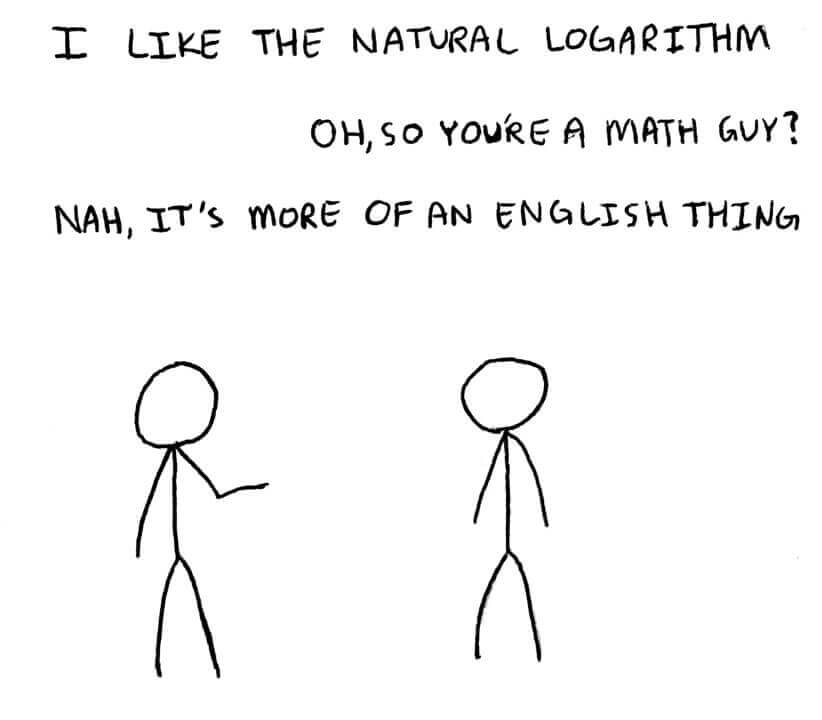 I LIKE THE NATURAL LOGARITHM
OH, SO YOU'RE A MATH GUY?
NAH, IT'S MORE OF AN ENGLISH THING